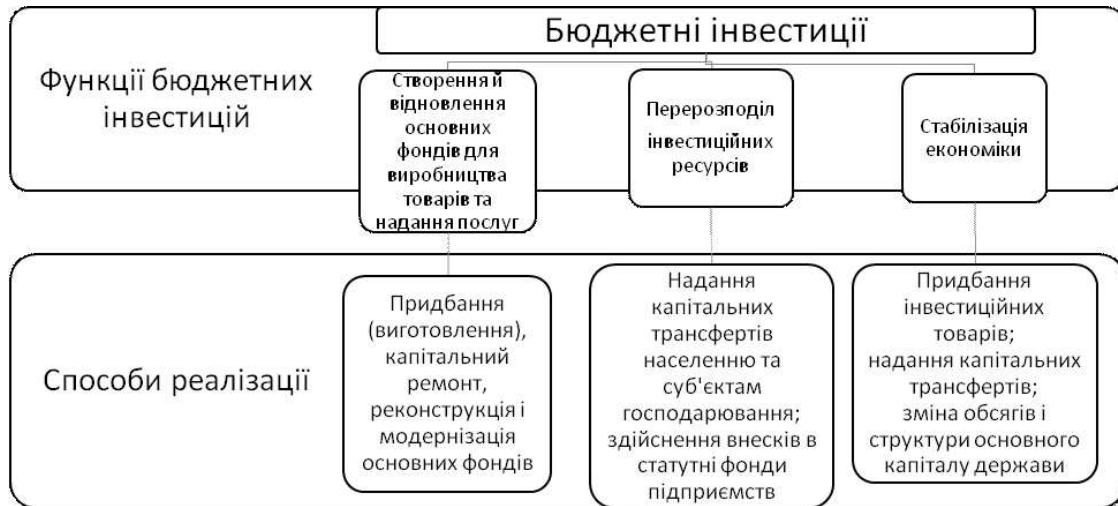 Бюджетні інвестиції
Функції бюджетних
інвестицій
Створення й
відновлення
основних
фондів для
виробництва
товарів та
надання послуг
Перерозподіл
інвестиційних
ресурсів
Стабілізація
економіки
Способи реалізації
Придбання
(виготовлення),
капітальний
ремонт,
реконструкція і
модернізація
основних фондів
Надання
капітальних
трансфертів
населенню та
суб'єктам
господарювання;
здійснення внесків в
статутні фонди
підприємств
Придбання
інвестиційних
товарів;
надання капітальних
трансфертів;
зміна обсягів і
структури основного
капіталу держави